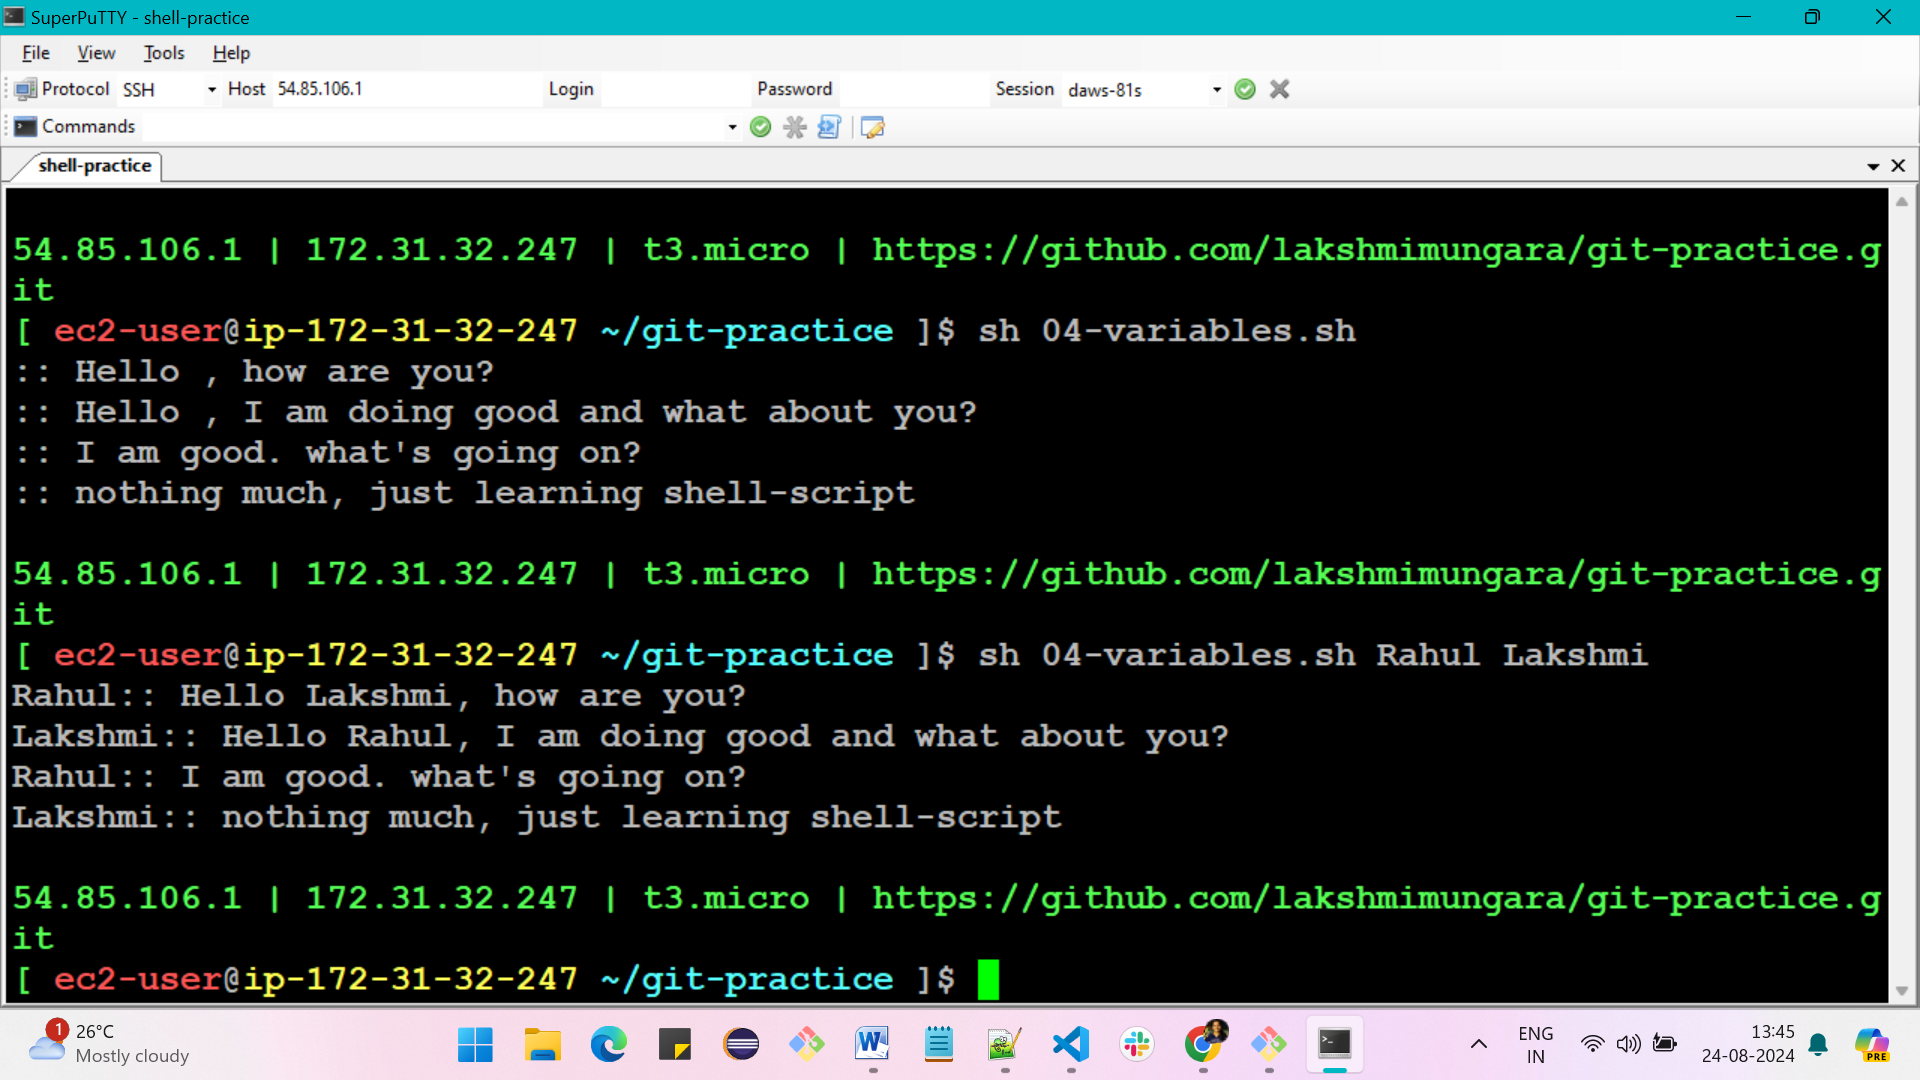 SuperPuTTY - shell-practice
File View Tools Help
Protocol SSH Host 54.85.106.1 Login Password Session daws-81s
Commands
shell-practice
54.85.106.1 | 172.31.32.247 | t3.micro | https://github.com/lakshmimungara/git-practice.g
it
[ ec2-user@ip-172-31-32-247 ~/git-practice ]$ sh 04-variables.sh
:: Hello , how are you?
:: Hello , I am doing good and what about you?
:: I am good. what's going on?
:: nothing much, just learning shell-script
54.85.106.1 | 172.31.32.247 | t3.micro | https://github.com/lakshmimungara/git-practice.g
it
[ ec2-user@ip-172-31-32-247 ~/git-practice ]$ sh 04-variables.sh Rahul Lakshmi
Rahul:: Hello Lakshmi, how are you?
Lakshmi:: Hello Rahul, I am doing good and what about you?
Rahul:: I am good. what's going on?
Lakshmi:: nothing much, just learning shell-script
54.85.106.1 | 172.31.32.247 | t3.micro | https://github.com/lakshmimungara/git-practice.g
it
[ ec2-user@ip-172-31-32-247 ~/git-practice ]$
1 26°C
Mostly cloudy
W
ENG
IN
13:45
24-08-2024
PRE